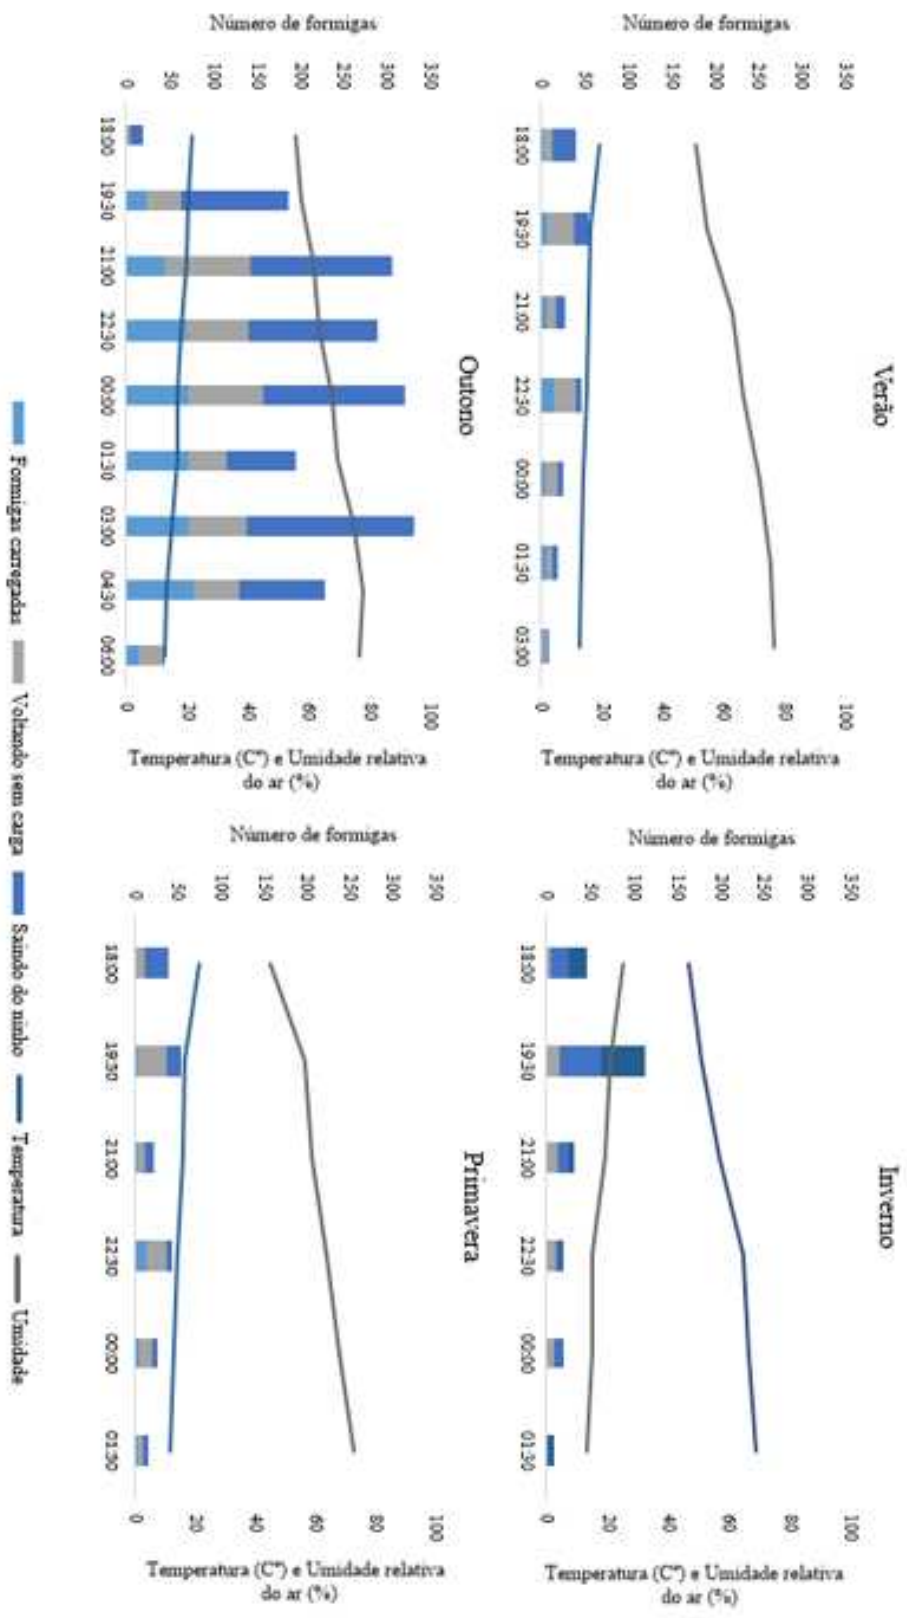 Verão
Número de formigas
350
300
250
200
150
100
50
0
18:00 19:30 21:00 22:30 00:00 01:30 03:00
100
80
60
40
20
0
Temperatura (Cº) e Umidade relativa
do ar (%)
Inverno
Número de formigas
350
300
250
200
150
100
50
0
18:00 19:30 21:00 22:30 00:00 01:30
100
80
60
40
20
0
Temperatura (Cº) e Umidade relativa
do ar (%)
Outono
Número de formigas
350
300
250
200
150
100
50
0
18:00 19:30 21:00 22:30 00:00 01:30 03:00 04:30 06:00
100
80
60
40
20
0
Temperatura (Cº) e Umidade relativa
do ar (%)
Primavera
Número de formigas
350
300
250
200
150
100
50
0
18:00 19:30 21:00 22:30 00:00 01:30
100
80
60
40
20
0
Temperatura (Cº) e Umidade relativa
do ar (%)
Formigas carregadas Voltando sem carga Saindo do ninho Temperatura Umidade